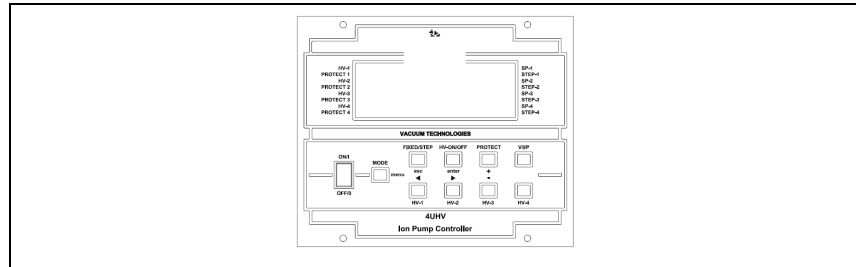 HV-1 SP-1
PROTECT 1 STEP-1
HV-2 SP-2
PROTECT 2 STEP-2
HV-3 SP-3
PROTECT 3 STEP-3
HV-4 SP-4
PROTECT 4 STEP-4
VACUUM TECHNOLOGIES
FIXED/STEP HV-ON/OFF PROTECT V/I/P
ON/I
MODE
menu
esc enter + 
-
OFF/0
HV-1 HV-2 HV-3 HV-4
4UHV
Ion Pump Controller